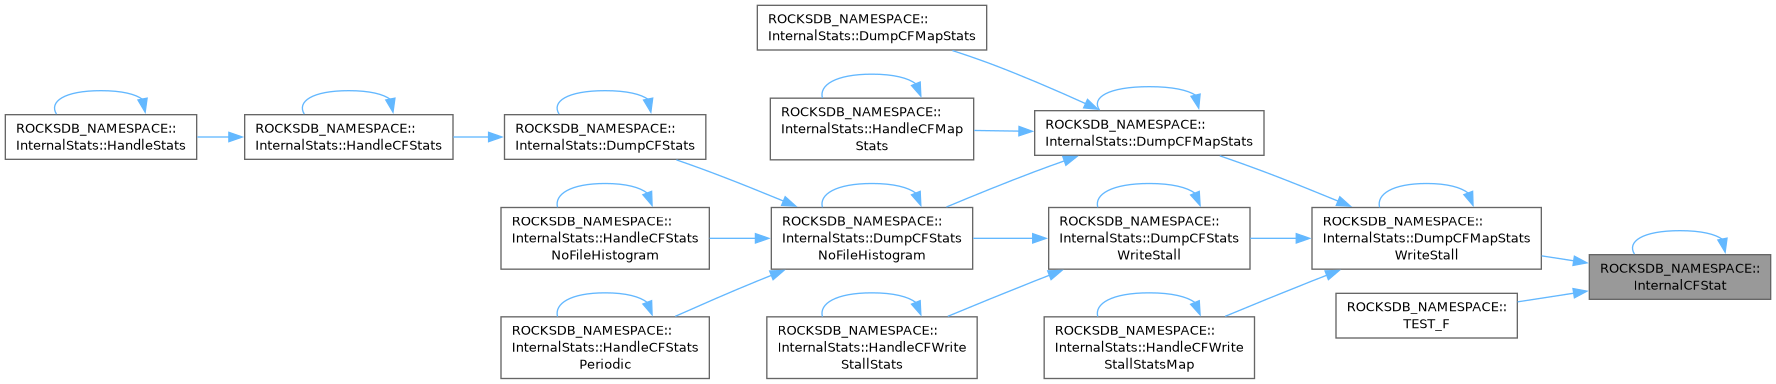 ROCKSDB_NAMESPACE::
InternalStats::DumpCFMapStats
ROCKSDB_NAMESPACE::
InternalStats::HandleStats
ROCKSDB_NAMESPACE::
InternalStats::HandleCFStats
ROCKSDB_NAMESPACE::
InternalStats::DumpCFStats
ROCKSDB_NAMESPACE::
InternalStats::HandleCFMap
Stats
ROCKSDB_NAMESPACE::
InternalStats::DumpCFMapStats
ROCKSDB_NAMESPACE::
InternalStats::HandleCFStats
NoFileHistogram
ROCKSDB_NAMESPACE::
InternalStats::DumpCFStats
NoFileHistogram
ROCKSDB_NAMESPACE::
InternalStats::DumpCFStats
WriteStall
ROCKSDB_NAMESPACE::
InternalStats::DumpCFMapStats
WriteStall
ROCKSDB_NAMESPACE::
InternalCFStat
ROCKSDB_NAMESPACE::
TEST_F
ROCKSDB_NAMESPACE::
InternalStats::HandleCFStats
Periodic
ROCKSDB_NAMESPACE::
InternalStats::HandleCFWrite
StallStats
ROCKSDB_NAMESPACE::
InternalStats::HandleCFWrite
StallStatsMap